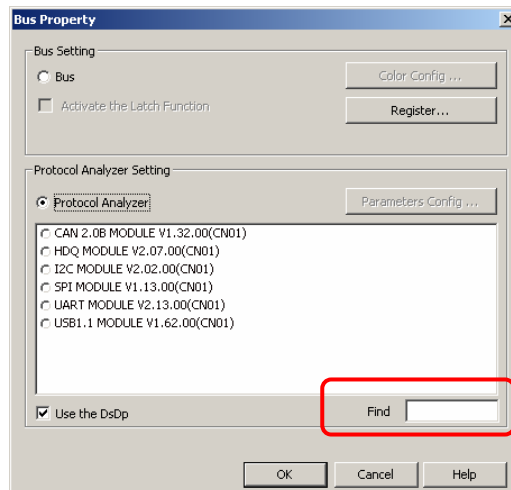 Bus Property
Bus Setting
Bus
Color Config ...
Activate the Latch Function
Register...
Protocol Analyzer Setting
Protocol Analyzer
Parameters Config ...
CAN 2.0B MODULE V1.32.00(CN01)
HDQ MODULE V2.07.00(CN01)
I2C MODULE V2.02.00(CN01)
SPI MODULE V1.13.00(CN01)
UART MODULE V2.13.00(CN01)
USB1.1 MODULE V1.62.00(CN01)
Use the DsDp
Find
OK
Cancel
Help